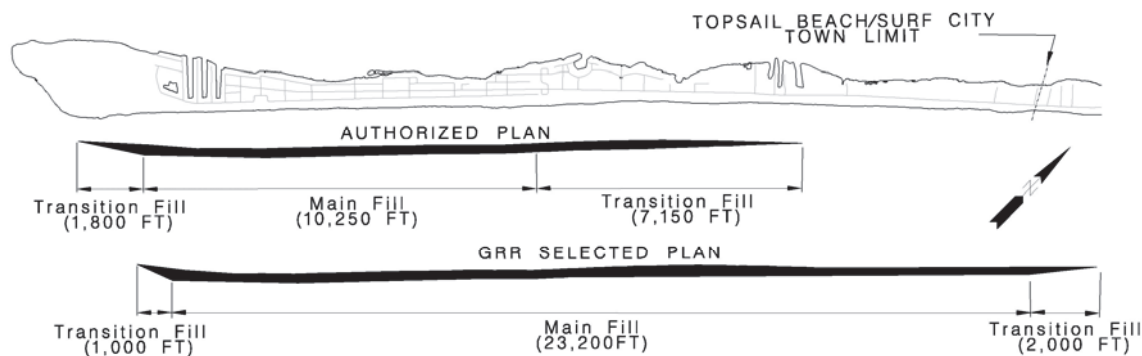 TOPSAIL BEACH/SURF CITY
TOWN LIMIT
AUTHORIZED PLAN
Transition Fill
(1,800 FT)
Main Fill
(10,250 FT)
Transition Fill
(7,150 FT)
N
GRR SELECTED PLAN
Transition Fill
(1,000 FT)
Main Fill
(23,200FT)
Transition Fill
(2,000 FT)